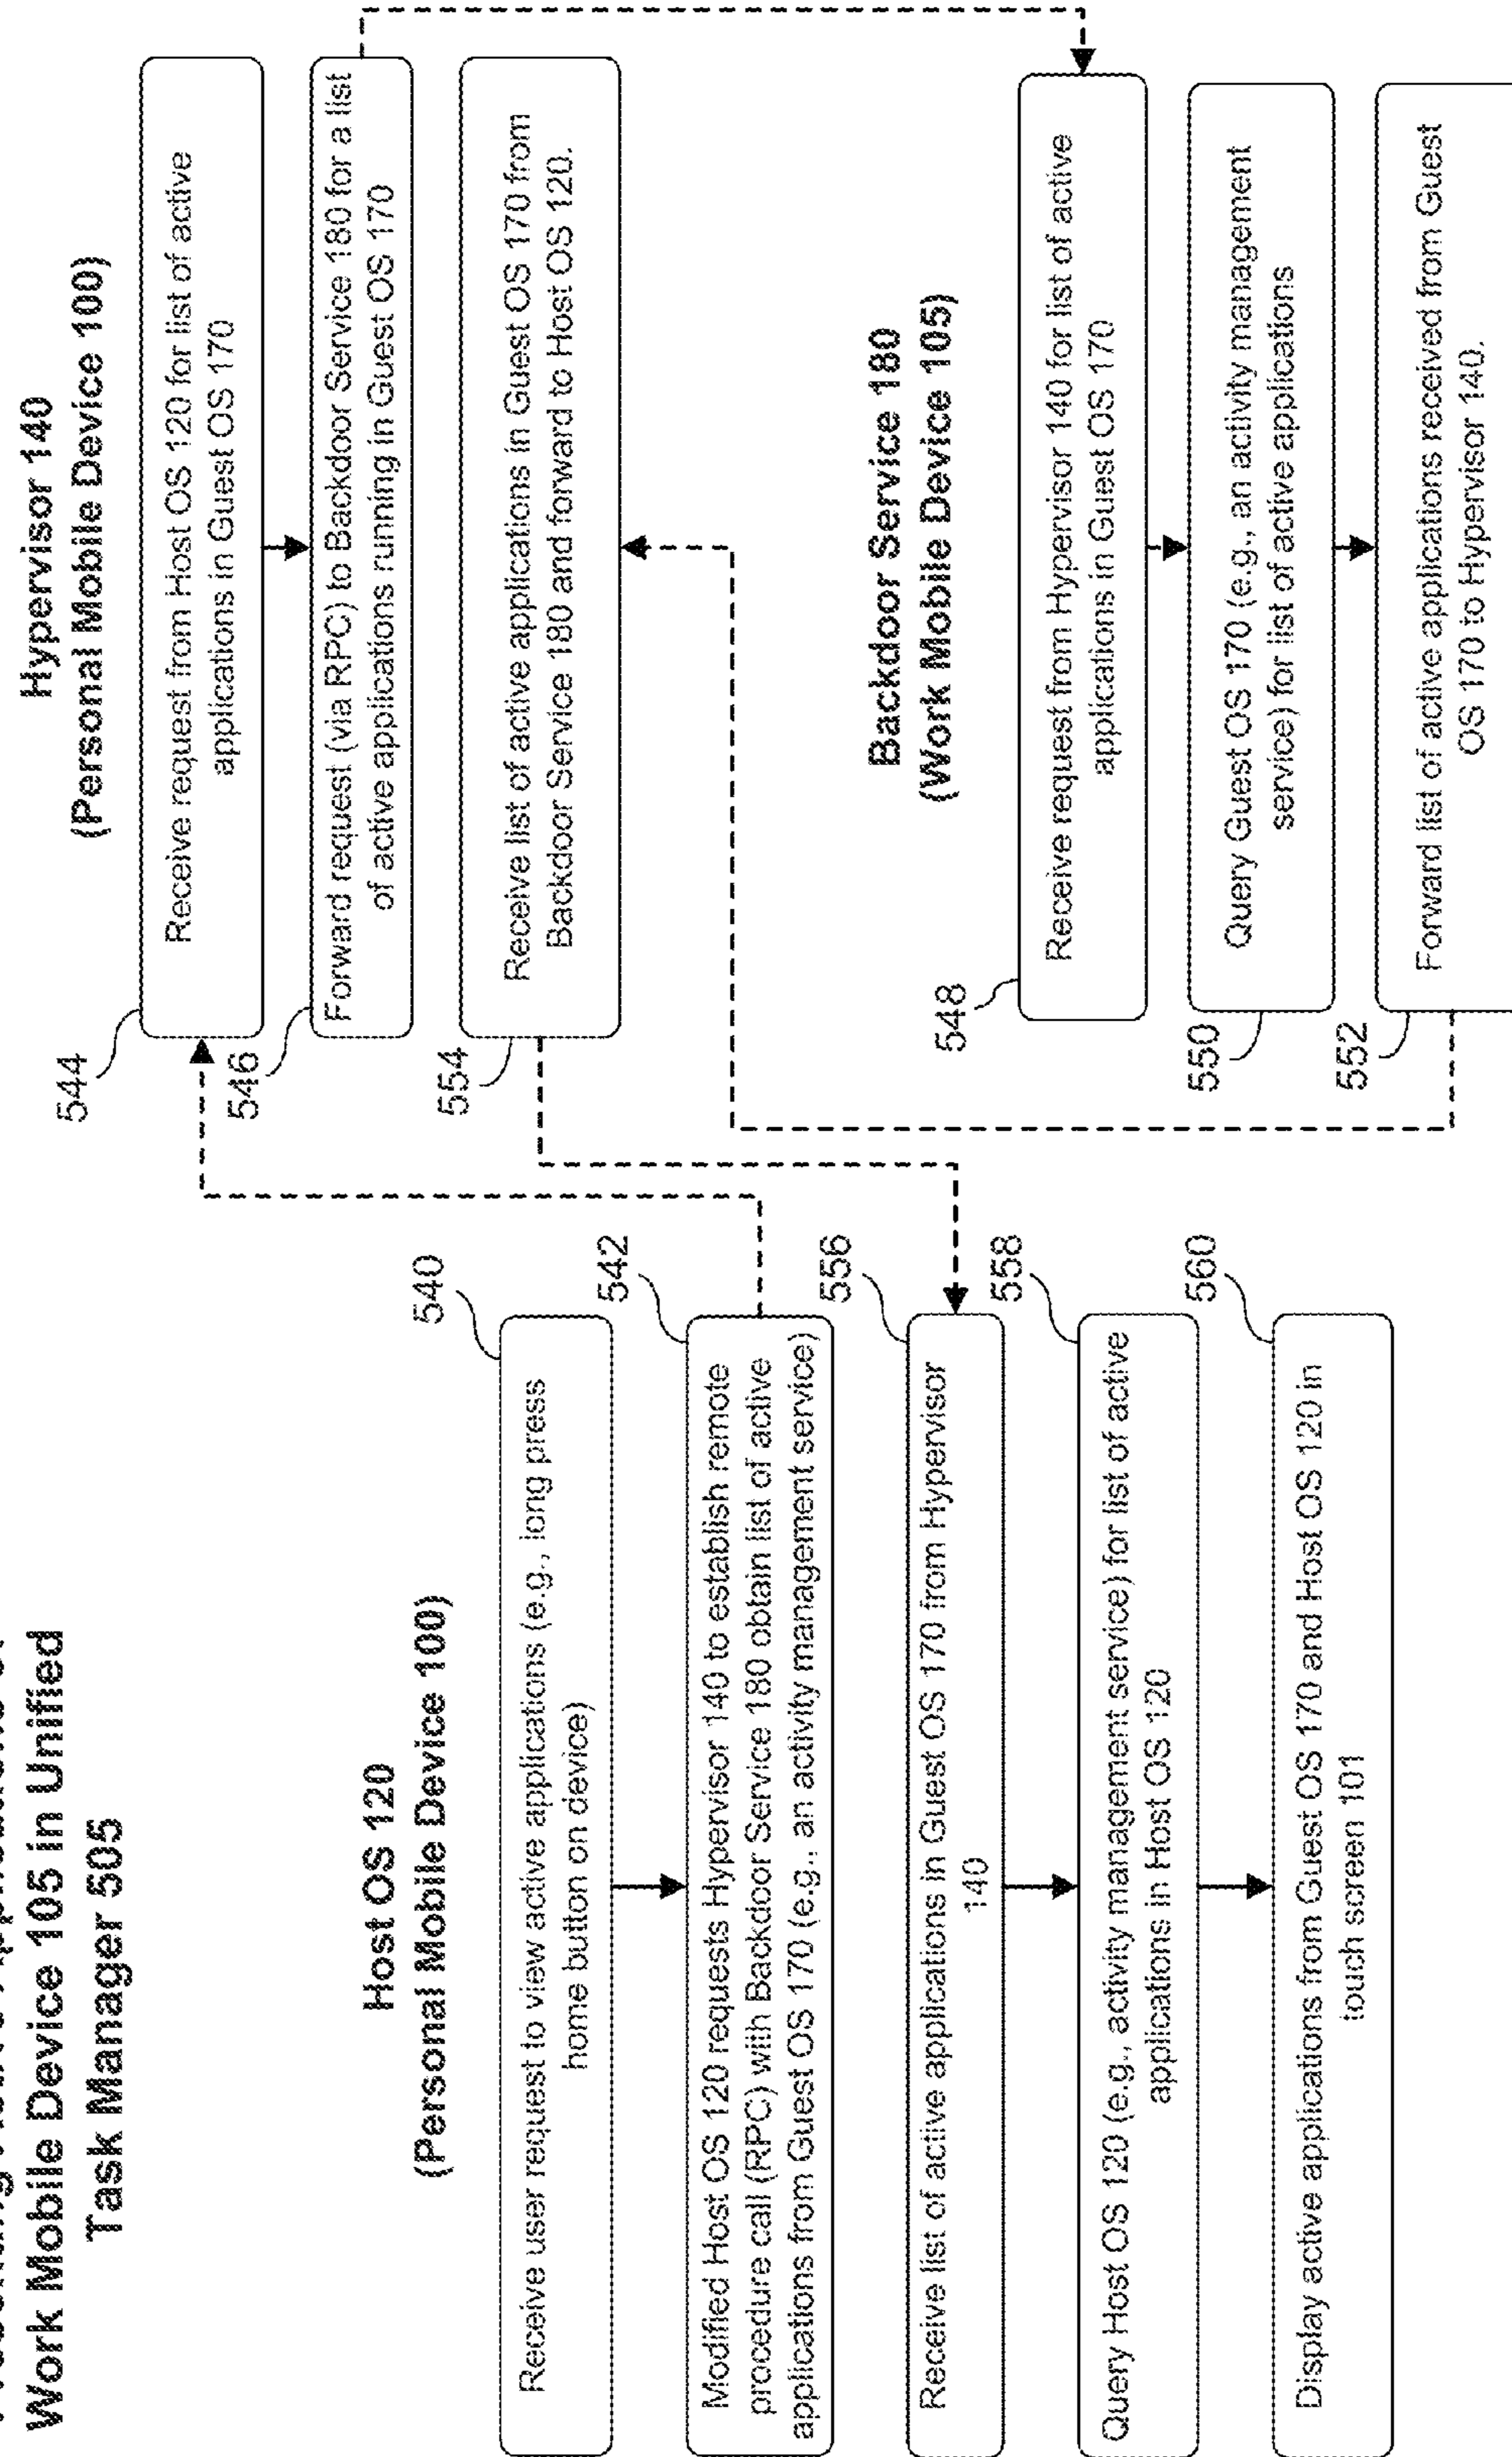 Work Mobile Device 105 in Unified
Task Manager 505
Host OS 120
(Personal Mobile Device 100)
540
Receive user request to view active applications (e.g., long press
home button on device)
542
Modified Host OS 120 requests Hypervisor 140 to establish remote
procedure call (RPC) with Backdoor Service 180 obtain list of active
applications from Guest OS 170 (e.g., an activity management service)
556
Receive list of active applications in Guest OS 170 from Hypervisor
140
558
Query Host OS 120 (e.g., activity management service) for list of active
applications in Host OS 120
560
Display active applications from Guest OS 170 and Host OS 120 in
touch screen 101
Hypervisor 140
(Personal Mobile Device 100)
544
Receive request from Host OS 120 for list of active
applications in Guest OS 170
546
Forward request (via RPC) to Backdoor Service 180 for a list
of active applications running in Guest OS 170
554
Receive list of active applications in Guest OS 170 from
Backdoor Service 180 and forward to Host OS 120.
Backdoor Service 180
(Work Mobile Device 105)
548
Receive request from Hypervisor 140 for list of active
applications in Guest OS 170
550
Query Guest OS 170 (e.g., an activity management
service) for list of active applications
552
Forward list of active applications received from Guest
OS 170 to Hypervisor 140.